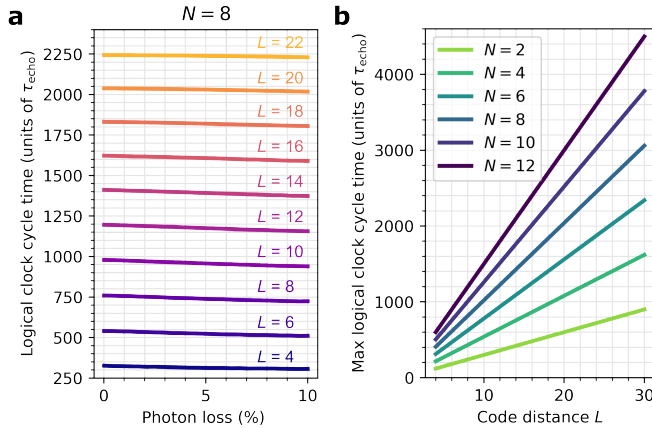 a
N = 8
Logical clock cycle time (units of τecho)
2250
2000
1750
1500
1250
1000
750
500
250
L = 22
L = 20
L = 18
L = 16
L = 14
L = 12
L = 10
L = 8
L = 6
L = 4
0
5
10
Photon loss (%)
b
Max logical clock cycle time (units of τecho)
4000
3000
2000
1000
0
N = 2
N = 4
N = 6
N = 8
N = 10
N = 12
10
20
30
Code distance L